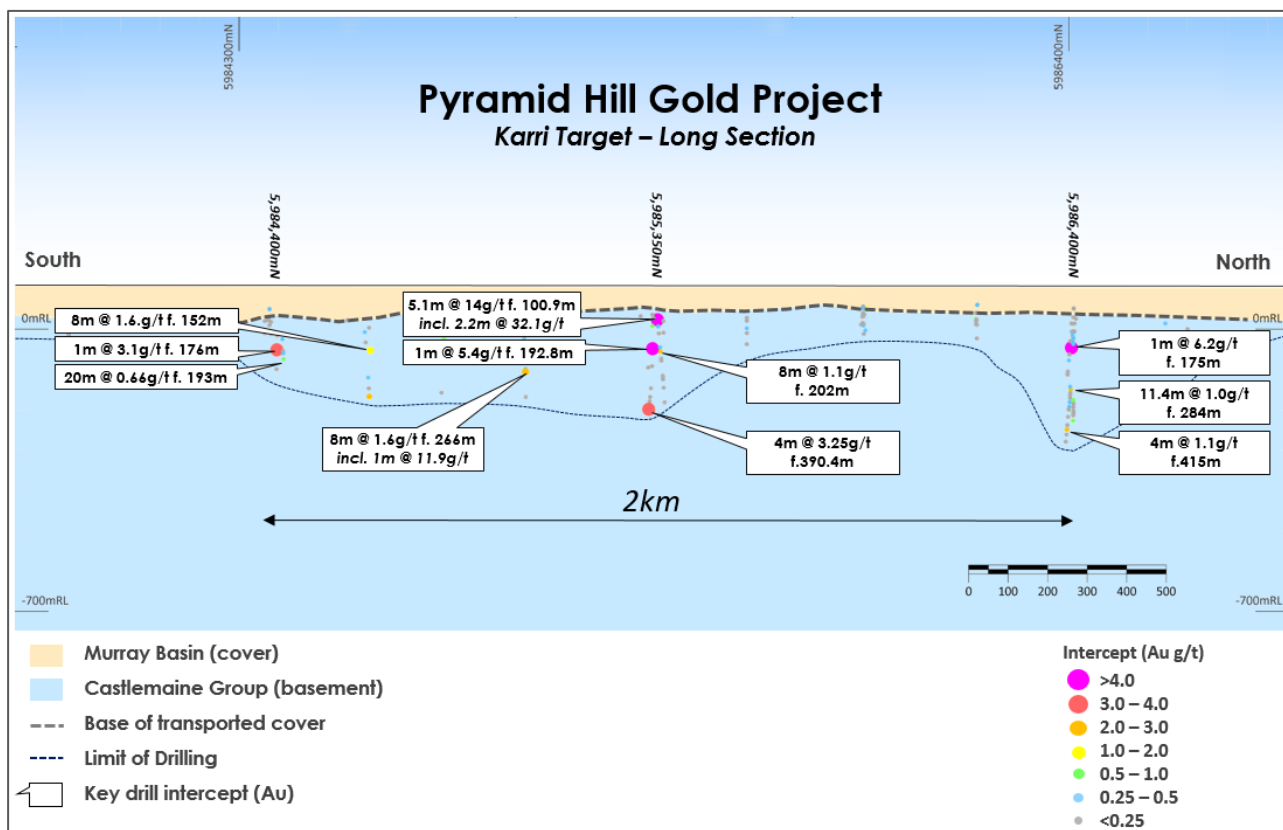 5984300mN
5986400mN
Pyramid Hill Gold Project
Karri Target – Long Section
5,984,400mN
5,985,350mN
5,986,400mN
South
North
0mRL
0mRL
8m @ 1.6.g/t f. 152m
1m @ 3.1g/t f. 176m
20m @ 0.66g/t f. 193m
5.1m @ 14g/t f. 100.9m
incl. 2.2m @ 32.1g/t
1m @ 5.4g/t f. 192.8m
8m @ 1.1g/t
f. 202m
1m @ 6.2g/t
f. 175m
11.4m @ 1.0g/t
f. 284m
8m @ 1.6g/t f. 266m
incl. 1m @ 11.9g/t
4m @ 3.25g/t
f.390.4m
4m @ 1.1g/t
f.415m
2km
0 100 200 300 400 500
-700mRL
-700mRL
Murray Basin (cover)
Castlemaine Group (basement)
Base of transported cover
Limit of Drilling
Key drill intercept (Au)
Intercept (Au g/t)
>4.0
3.0 – 4.0
2.0 – 3.0
1.0 – 2.0
0.5 – 1.0
0.25 – 0.5
<0.25